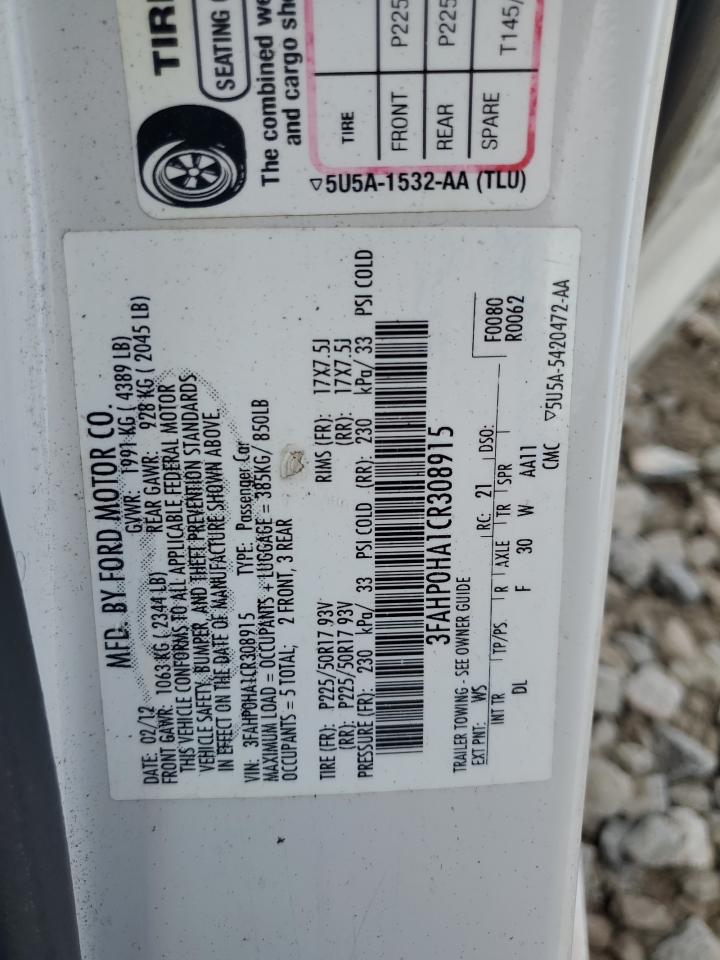 TIRE
SEATING
The combined we
and cargo sho
TIRE
FRONT P225
REAR P225
SPARE T145/
▽5U5A-1532-AA (TLU)
MFD. BY FORD MOTOR CO.
DATE: 02/12 GVWR: 1991 KG ( 4389 LB)
FRONT GAWR: 1063 KG ( 2344 LB) REAR GAWR: 928 KG ( 2045 LB)
THIS VEHICLE CONFORMS TO ALL APPLICABLE FEDERAL MOTOR
VEHICLE SAFETY, BUMPER, AND THEFT PREVENTION STANDARDS
IN EFFECT ON THE DATE OF MANUFACTURE SHOWN ABOVE.
VIN: 3FAHP0HA1CR308915 TYPE: Passenger Car
MAXIMUM LOAD = OCCUPANTS + LUGGAGE = 385KG/ 850LB
OCCUPANTS = 5 TOTAL; 2 FRONT, 3 REAR
TIRE (FR): P225/50R17 93V RIMS (FR): 17X7.5J
(RR): P225/50R17 93V (RR): 17X7.5J
PRESSURE (FR): 230 kPa/ 33 PSI COLD (RR): 230 kPa/ 33 PSI COLD
3FAHP0HA1CR308915
TRAILER TOWING - SEE OWNER GUIDE
EXT PNT: WS RC: 21 DSO: F0080
R0062
INT TR TP/PS R AXLE TR SPR
DL F 30 W AA11
CMC ▽5U5A-5420472-AA